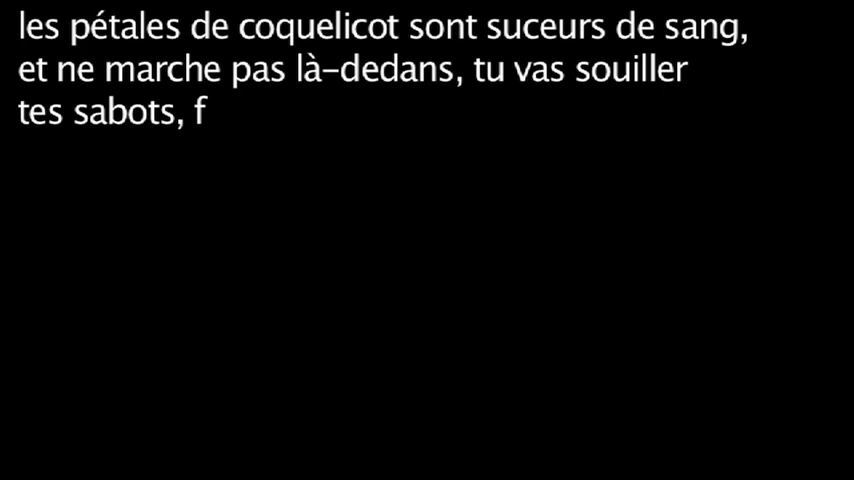 les pétales de coquelicot sont suceurs de sang,
et ne marche pas là-dedans, tu vas souiller
tes sabots, f